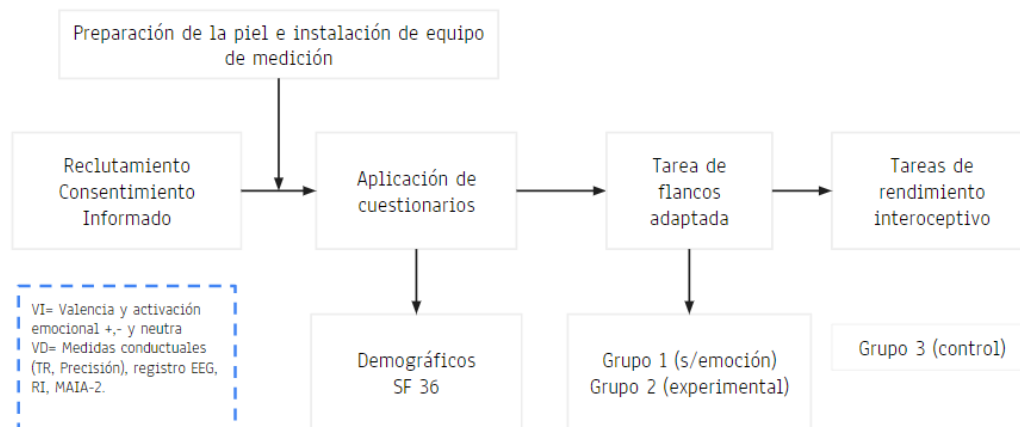 Preparación de la piel e instalación de equipo
de medición
Reclutamiento
Consentimiento
Informado
Aplicación de
cuestionarios
Tarea de
flancos
adaptada
Tareas de
rendimiento
interoceptivo
VI= Valencia y activación
emocional +,- y neutra
VD= Medidas conductuales
(TR, Precisión), registro EEG,
RI, MAIA-2.
Demográficos
SF 36
Grupo 1 (s/emoción)
Grupo 2 (experimental)
Grupo 3 (control)